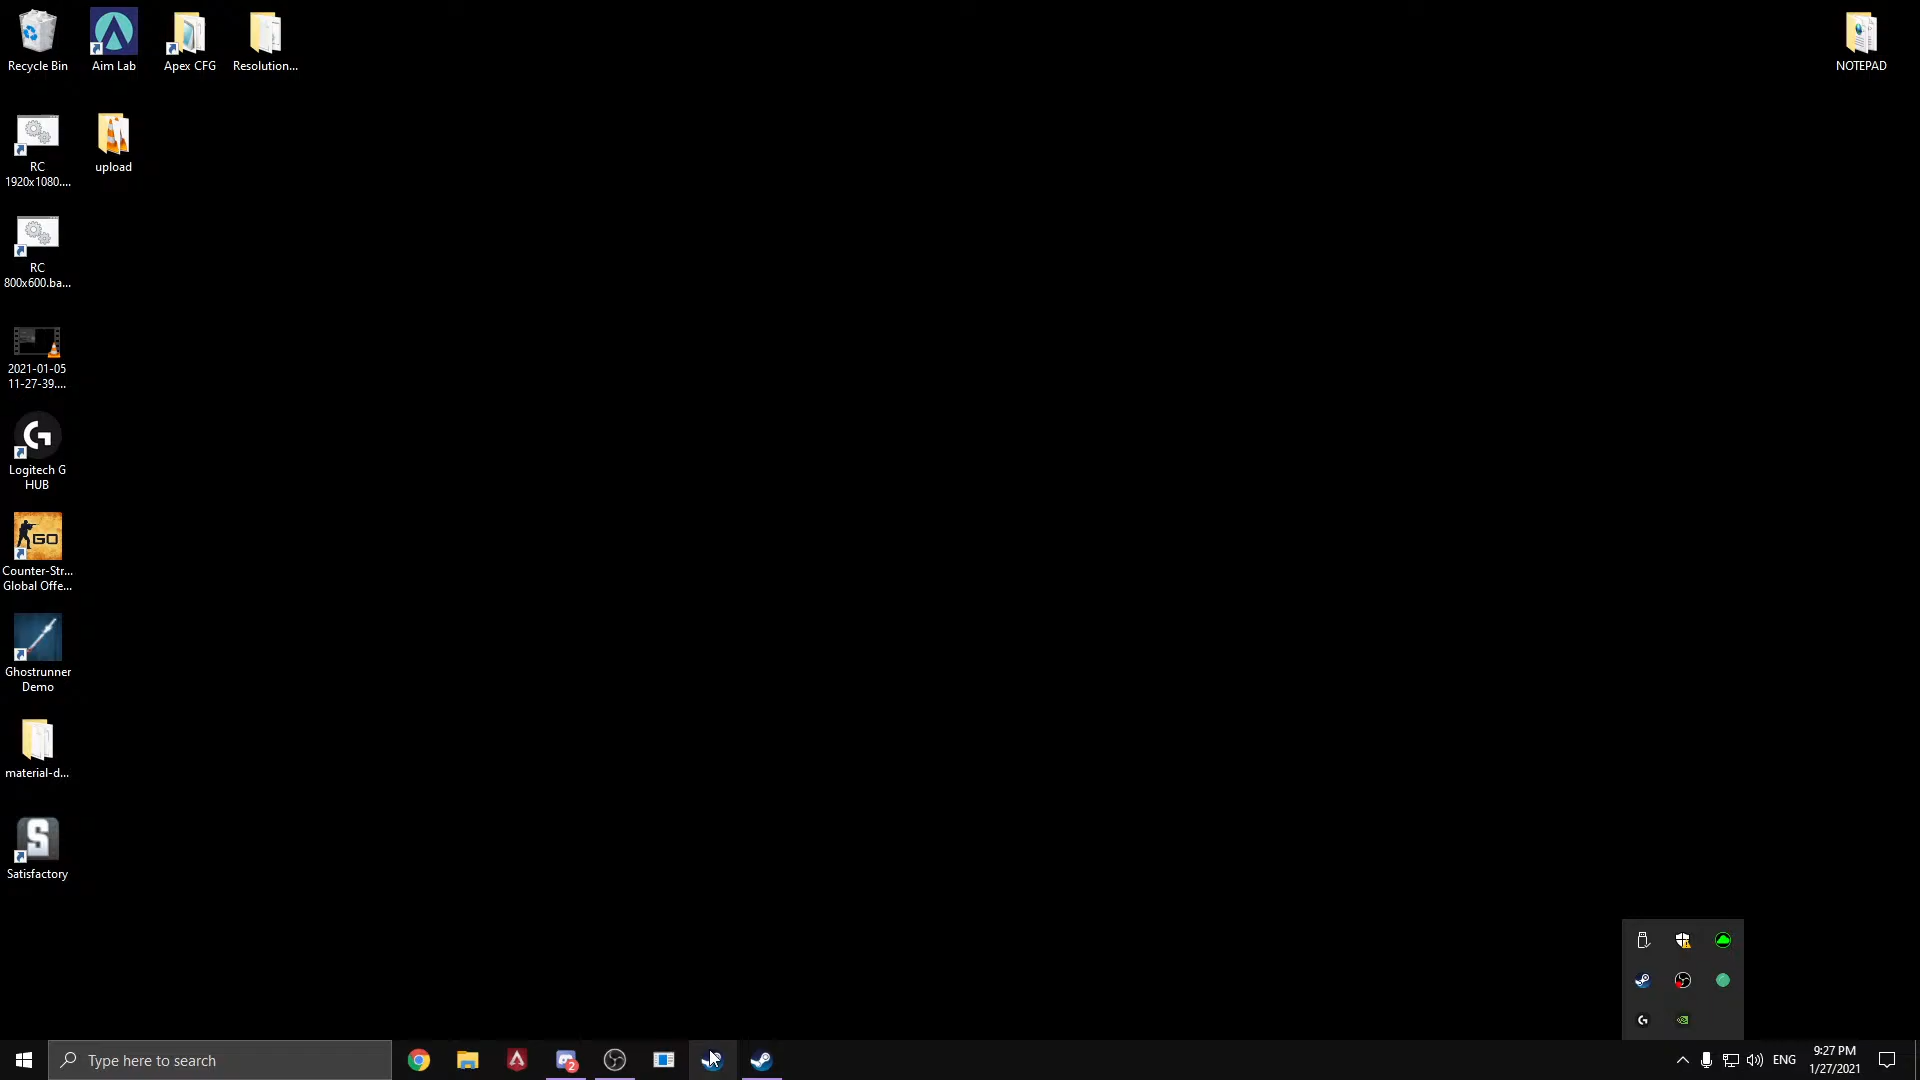 Recycle Bin
Aim Lab
Apex CFG
Resolution...
NOTEPAD
RC
1920x1080....
upload
RC
800x600.ba...
2021-01-05
11-27-39....
Logitech G
HUB
GO
Counter-Str...
Global Offe...
Ghostrunner
Demo
material-d...
S
Satisfactory
Type here to search
2
ENG
9:27 PM
1/27/2021